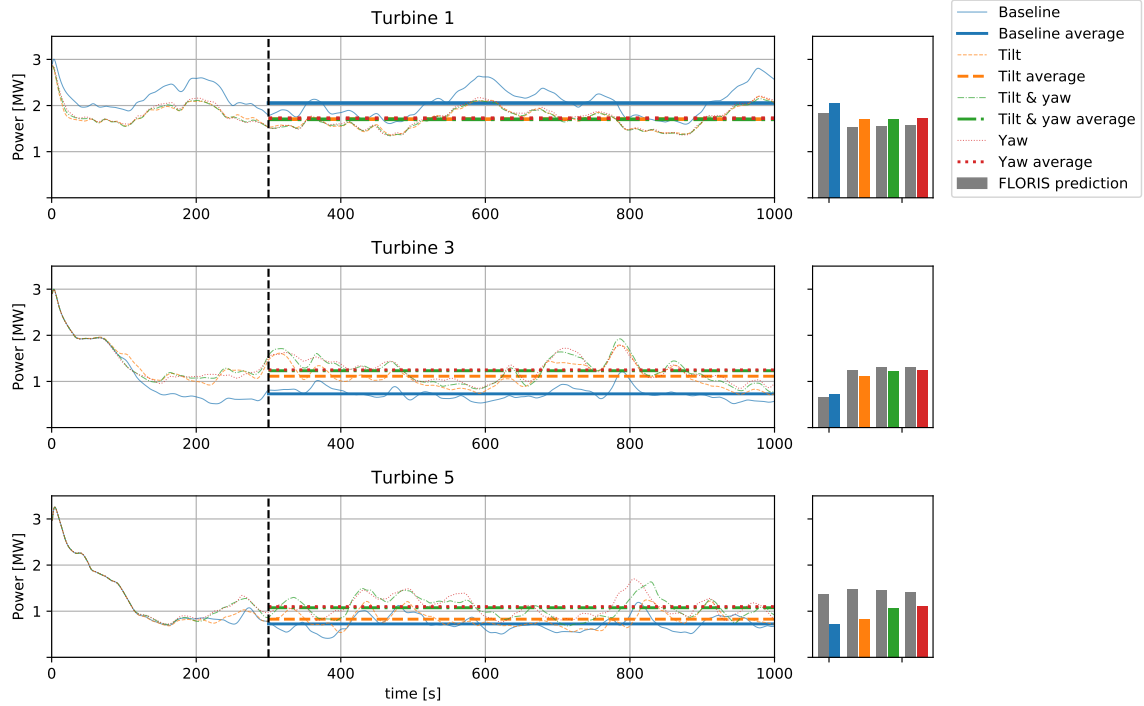 Turbine 1
Power [MW]
3
2
1
0
200
400
600
800
1000
Baseline
Baseline average
Tilt
Tilt average
Tilt & yaw
Tilt & yaw average
Yaw
Yaw average
FLORIS prediction
Turbine 3
Power [MW]
3
2
1
0
200
400
600
800
1000
Turbine 5
Power [MW]
3
2
1
0
200
400
600
800
1000
time [s]